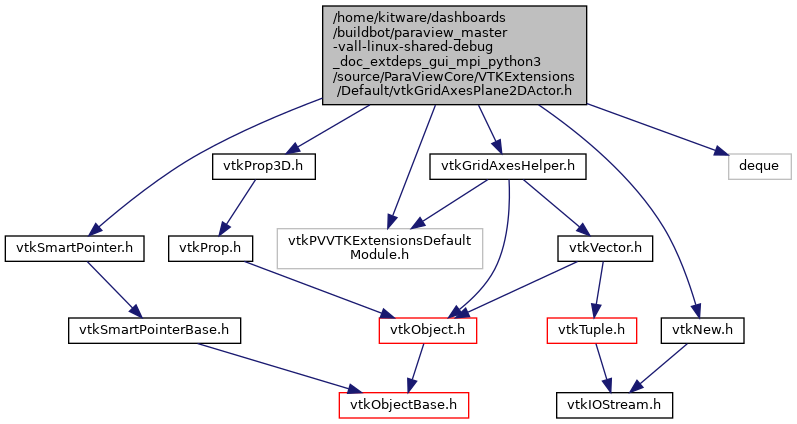 /home/kitware/dashboards
/buildbot/paraview_master
-vall-linux-shared-debug
_doc_extdeps_gui_mpi_python3
/source/ParaViewCore/VTKExtensions
/Default/vtkGridAxesPlane2DActor.h
vtkProp3D.h
vtkGridAxesHelper.h
deque
vtkSmartPointer.h
vtkProp.h
vtkPVVTKExtensionsDefault
Module.h
vtkVector.h
vtkSmartPointerBase.h
vtkObject.h
vtkTuple.h
vtkNew.h
vtkObjectBase.h
vtkIOStream.h